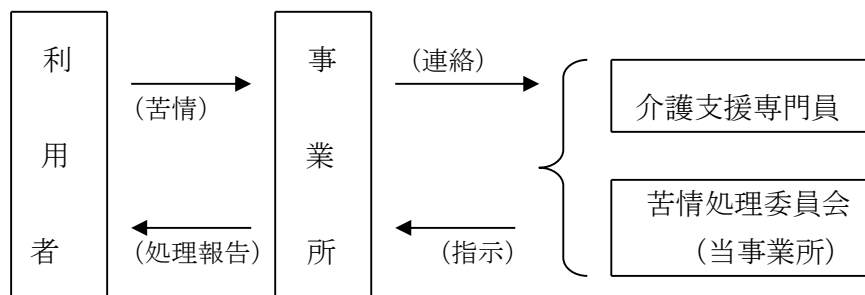 利用者
(苦情)
(処理報告)
事業所
(連絡)
(指示)
介護支援専門員
苦情処理委員会
(当事業所)